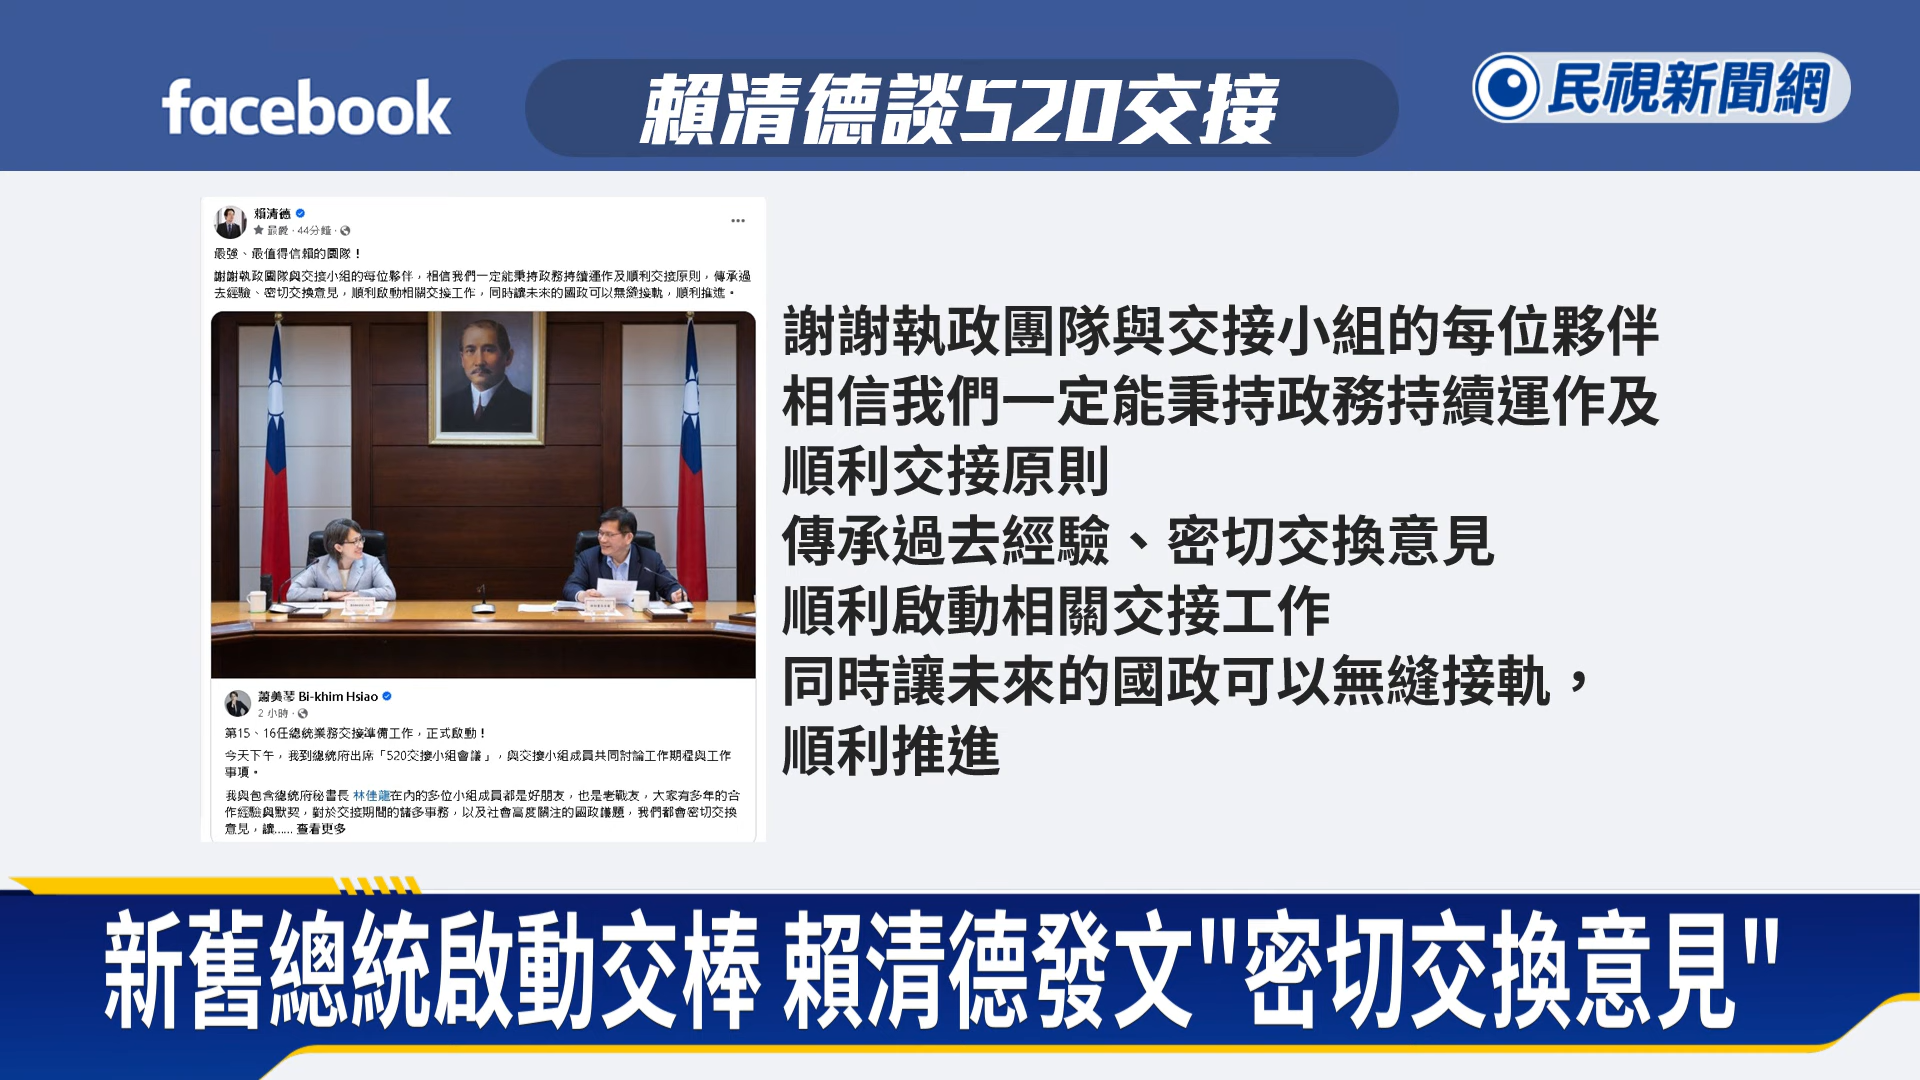 facebook
賴清德談520交接
民視新聞網
賴清德
最愛 · 44分鐘 ·
最強、最值得信賴的團隊！
謝謝執政團隊與交接小組的每位夥伴，相信我們一定能秉持政務持續運作及順利交接原則，傳承過
去經驗、密切交換意見，順利啟動相關交接工作，同時讓未來的國政可以無縫接軌，順利推進。
蕭美琴 Bi-khim Hsiao
2 小時 ·
第15、16任總統業務交接準備工作，正式啟動！
今天下午，我到總統府出席「520交接小組會議」，與交接小組成員共同討論工作期程與工作
事項。
我與包含總統府秘書長 林佳龍在內的多位小組成員都是好朋友，也是老戰友，大家有多年的合
作經驗與默契，對於交接期間的諸多事務，以及社會高度關注的國政議題，我們都會密切交換
意見，讓...... 查看更多
謝謝執政團隊與交接小組的每位夥伴
相信我們一定能秉持政務持續運作及
順利交接原則
傳承過去經驗、密切交換意見
順利啟動相關交接工作
同時讓未來的國政可以無縫接軌，
順利推進
新舊總統啟動交棒 賴清德發文"密切交換意見"